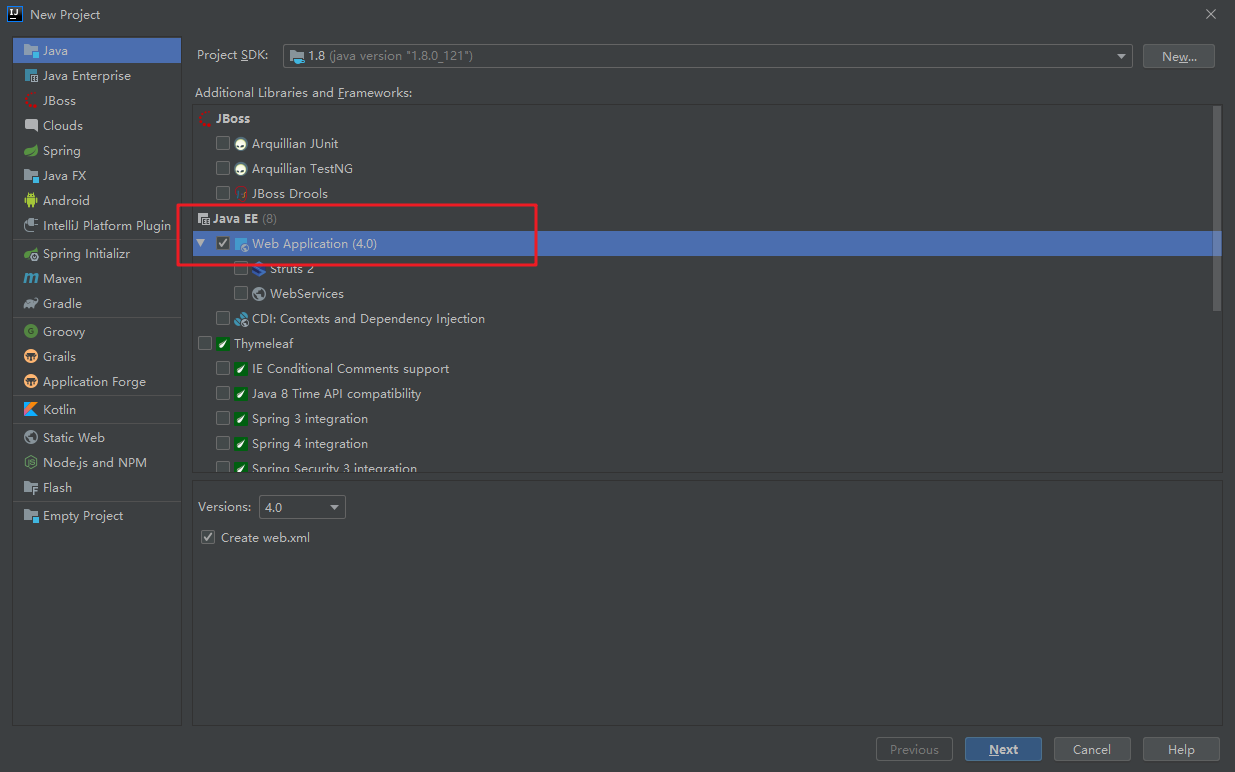 New Project
Java
Java Enterprise
JBoss
Clouds
Spring
Java FX
Android
IntelliJ Platform Plugin
Spring Initializr
Maven
Gradle
Groovy
Grails
Application Forge
Kotlin
Static Web
Node.js and NPM
Flash
Empty Project
Project SDK: 1.8 (java version "1.8.0_121") New...
Additional Libraries and Frameworks:
JBoss
Arquillian JUnit
Arquillian TestNG
JBoss Drools
Java EE (8)
Web Application (4.0)
Struts 2
WebServices
CDI: Contexts and Dependency Injection
Thymeleaf
IE Conditional Comments support
Java 8 Time API compatibility
Spring 3 integration
Spring 4 integration
Spring Security 3 integration
Versions: 4.0
Create web.xml
Previous Next Cancel Help